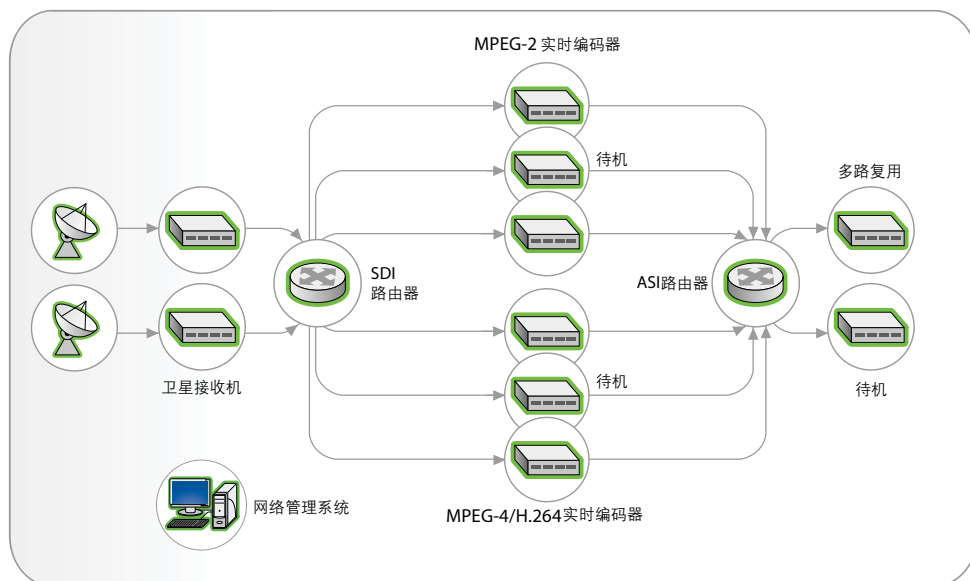 MPEG-2 实时编码器
待机
多路复用
SDI
路由器
ASI路由器
卫星接收机
待机
待机
网络管理系统
MPEG-4/H.264实时编码器